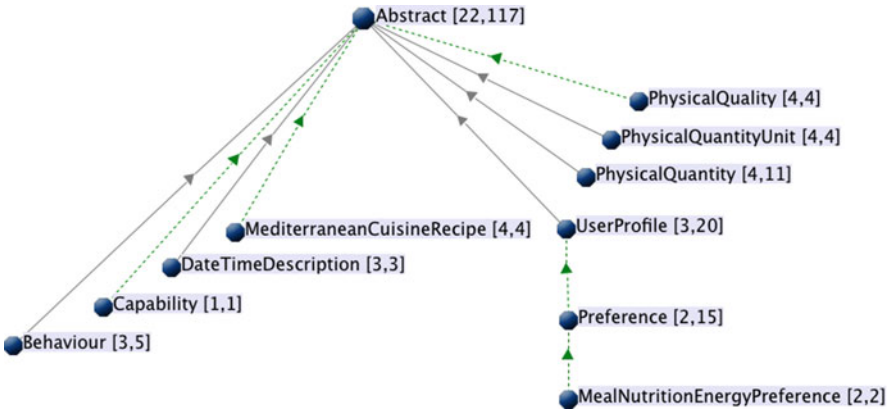 Abstract [22,117]
PhysicalQuality [4,4]
PhysicalQuantityUnit [4,4]
PhysicalQuantity [4,11]
MediterraneanCuisineRecipe [4,4]
UserProfile [3,20]
DateTimeDescription [3,3]
Capability [1,1]
Preference [2,15]
Behaviour [3,5]
MealNutritionEnergyPreference [2,2]